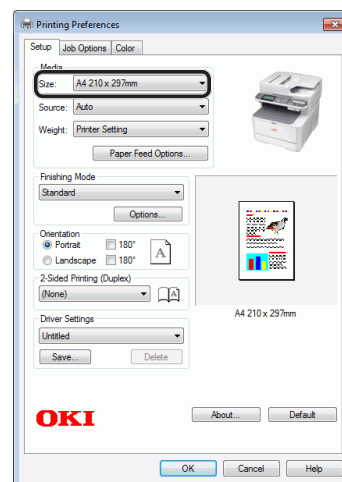 Printing Preferences
Setup Job Options Color
Media
Size: A4 210 x 297mm
Source: Auto
Weight: Printer Setting
Paper Feed Options...
Finishing Mode
Standard
Options...
Orientation
Portrait 180°
Landscape 180°
A
2-Sided Printing (Duplex)
(None)
A
A4 210 x 297mm
Driver Settings
Untitled
Save... Delete
OKI
About... Default
OK Cancel Help